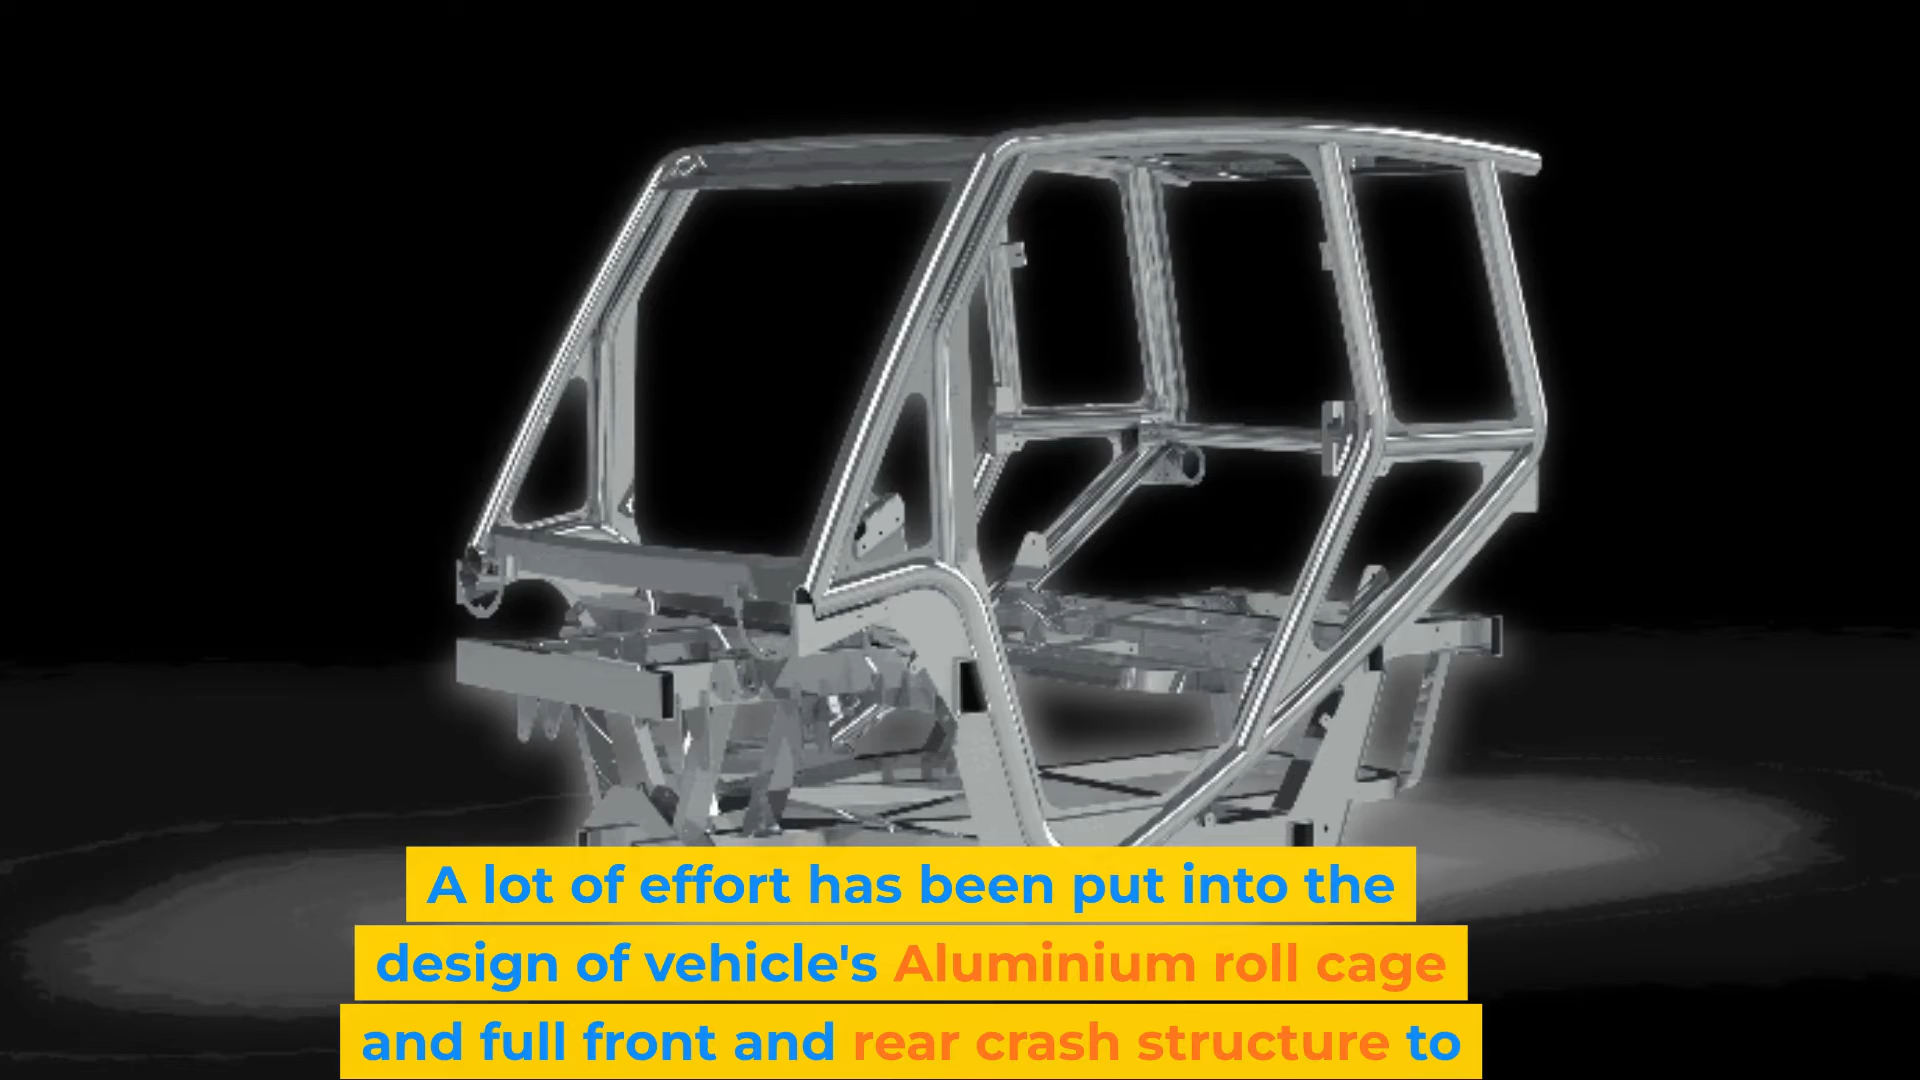 A lot of effort has been put into the
design of vehicle's Aluminium roll cage
and full front and rear crash structure to